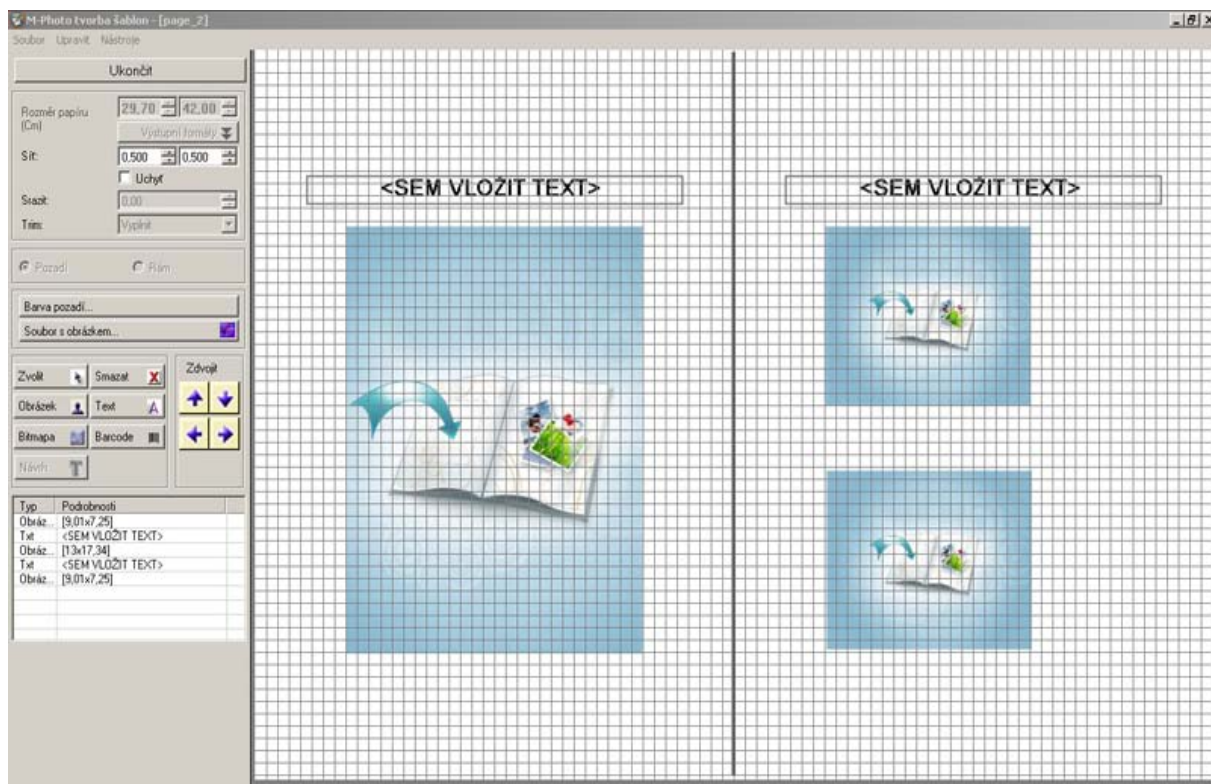 M-Photo tvorba šablon - [page_2]
Soubor Upravit Nástroje
Ukončit
Rozměr papíru
(Cm)
29,70 42,00
Výstupní formáty
Síť: 0,500 0,500
Uchyť
Srazit: 0,00
Trim: Vyplnit
Pozadí Rám
Barva pozadí...
Soubor s obrázkem...
Zvolit Smazat Zdvojit
Obrázek Text
Bitmapa Barcode
Návrh
Typ Podrobnosti
Obráz... [9,01x7,25]
Txt <SEM VLOŽIT TEXT>
Obráz... [13x17,34]
Txt <SEM VLOŽIT TEXT>
Obráz... [9,01x7,25]
<SEM VLOŽIT TEXT> <SEM VLOŽIT TEXT>